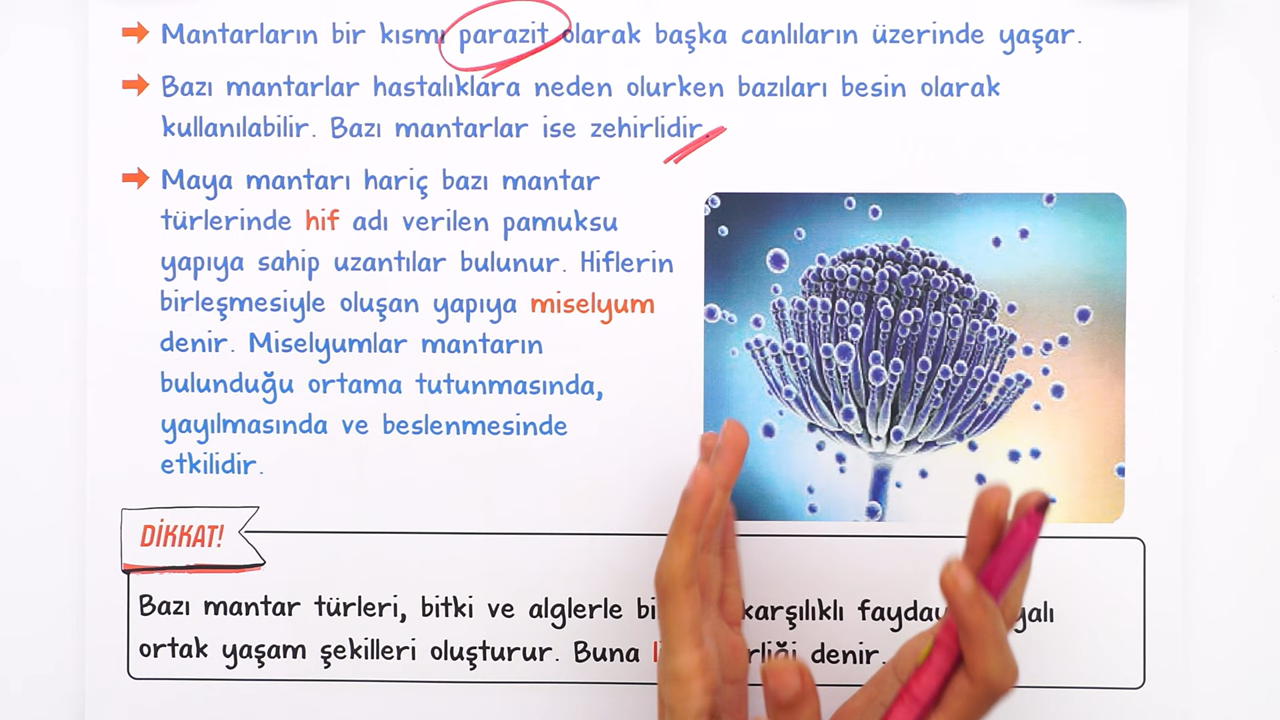 Mantarların bir kısmı parazit olarak başka canlıların üzerinde yaşar.
Bazı mantarlar hastalıklara neden olurken bazıları besin olarak
kullanılabilir. Bazı mantarlar ise zehirlidir.
Maya mantarı hariç bazı mantar
türlerinde hif adı verilen pamuksu
yapıya sahip uzantılar bulunur. Hiflerin
birleşmesiyle oluşan yapıya miselyum
denir. Miselyumlar mantarın
bulunduğu ortama tutunmasında,
yayılmasında ve beslenmesinde
etkilidir.
DİKKAT!
Bazı mantar türleri, bitki ve alglerle karşılıklı
ortak yaşam şekilleri oluşturur. Buna denir.